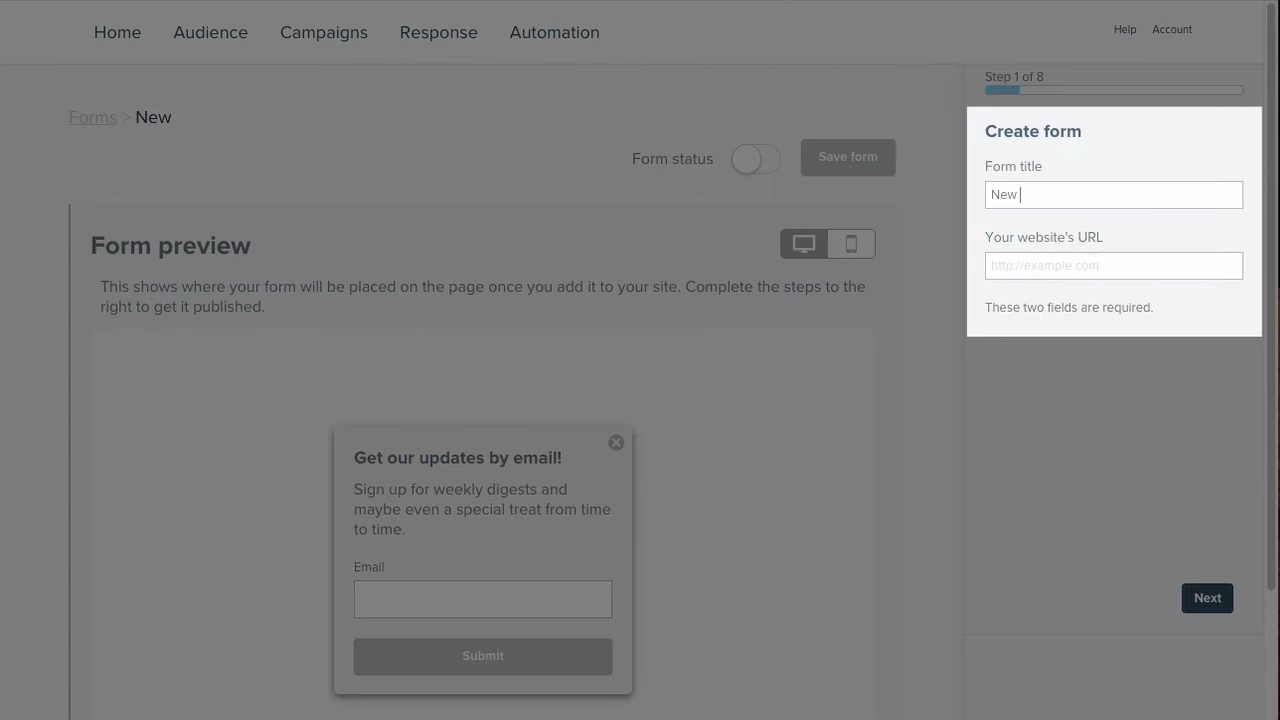 Home Audience Campaigns Response Automation Help Account
Step 1 of 8
Forms > New
Form status Save form
Create form
Form title
New
Your website's URL
http://example.com
These two fields are required.
Form preview
This shows where your form will be placed on the page once you add it to your site. Complete the steps to the
right to get it published.
Get our updates by email!
Sign up for weekly digests and
maybe even a special treat from time
to time.
Email
Submit
Next